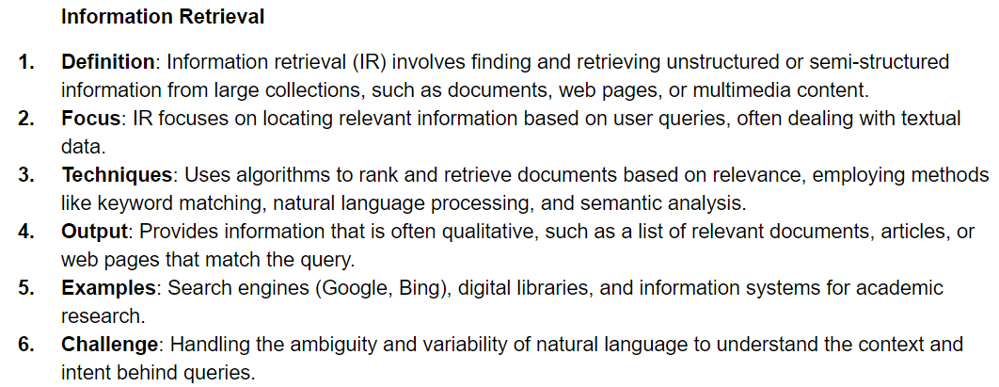 Information Retrieval
1. Definition: Information retrieval (IR) involves finding and retrieving unstructured or semi-structured
information from large collections, such as documents, web pages, or multimedia content.
2. Focus: IR focuses on locating relevant information based on user queries, often dealing with textual
data.
3. Techniques: Uses algorithms to rank and retrieve documents based on relevance, employing methods
like keyword matching, natural language processing, and semantic analysis.
4. Output: Provides information that is often qualitative, such as a list of relevant documents, articles, or
web pages that match the query.
5. Examples: Search engines (Google, Bing), digital libraries, and information systems for academic
research.
6. Challenge: Handling the ambiguity and variability of natural language to understand the context and
intent behind queries.